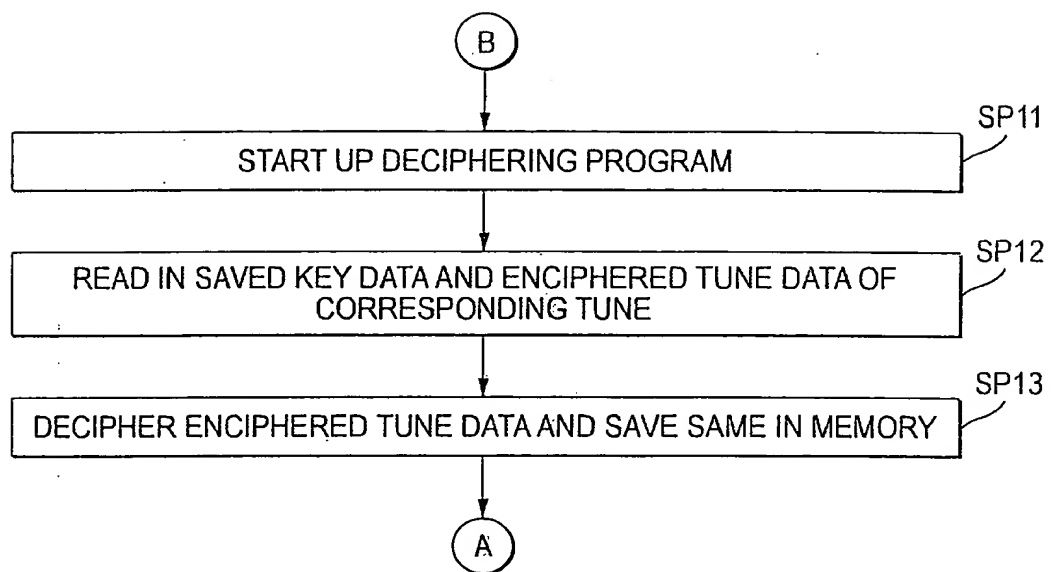 B
SP11
START UP DECIPHERING PROGRAM
SP12
READ IN SAVED KEY DATA AND ENCIPHERED TUNE DATA OF
CORRESPONDING TUNE
SP13
DECIPHER ENCIPHERED TUNE DATA AND SAVE SAME IN MEMORY
A